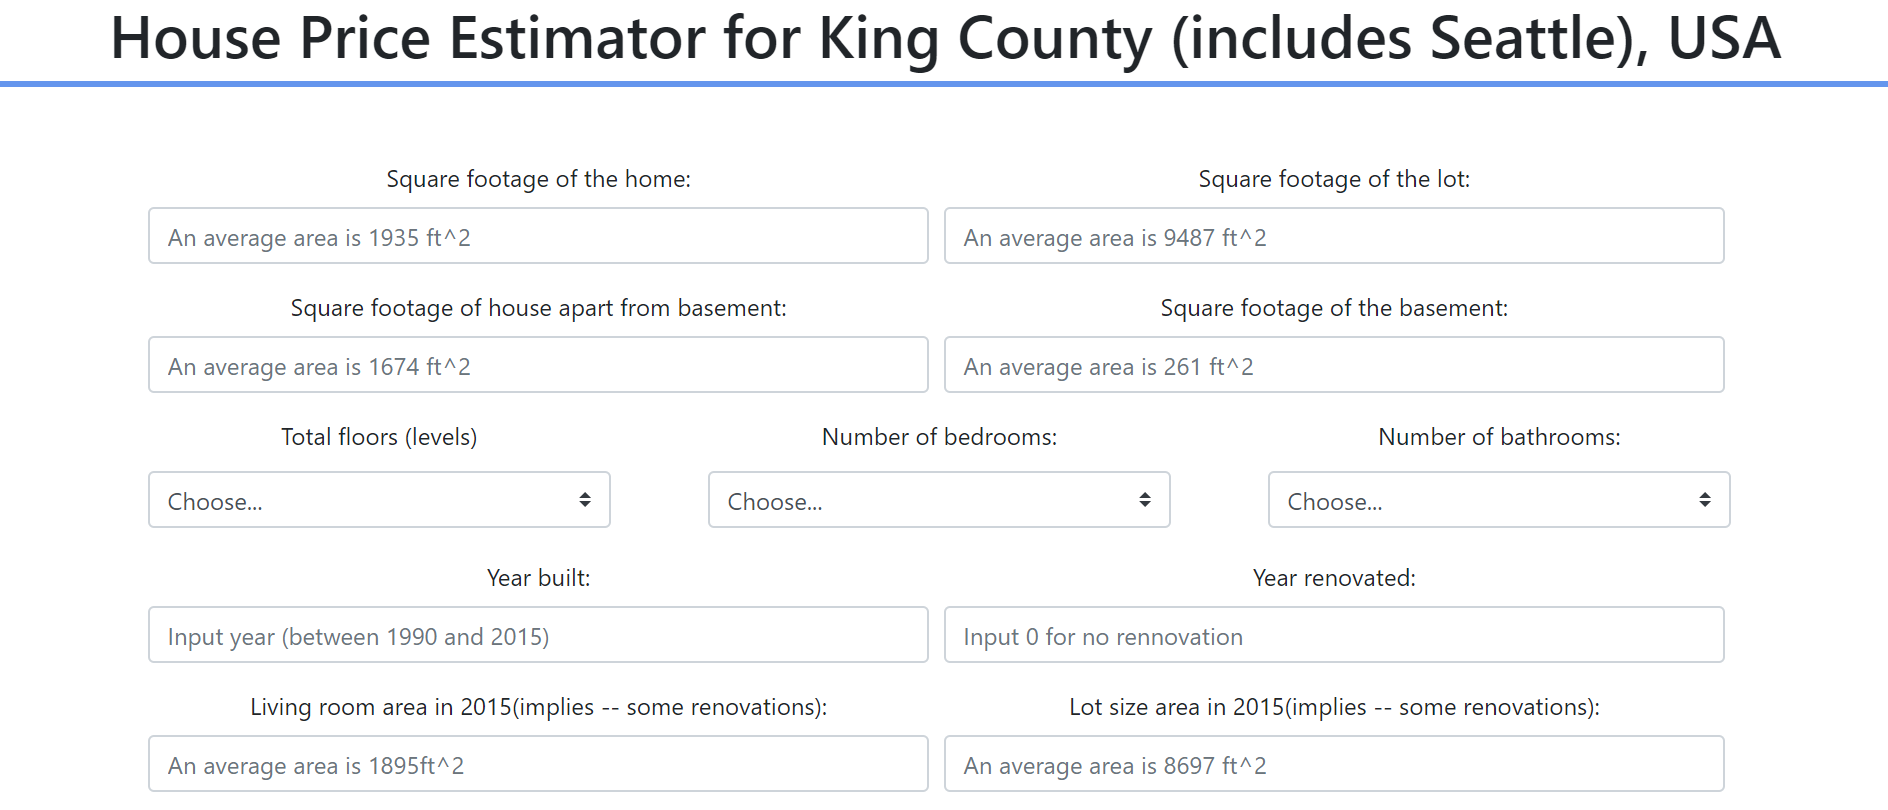 House Price Estimator for King County (includes Seattle), USA
Square footage of the home:
Square footage of the lot:
An average area is 1935 ft^2
An average area is 9487 ft^2
Square footage of house apart from basement:
Square footage of the basement:
An average area is 1674 ft^2
An average area is 261 ft^2
Total floors (levels)
Number of bedrooms:
Number of bathrooms:
Choose...
Choose...
Choose...
Year built:
Year renovated:
Input year (between 1990 and 2015)
Input 0 for no rennovation
Living room area in 2015(implies -- some renovations):
Lot size area in 2015(implies -- some renovations):
An average area is 1895ft^2
An average area is 8697 ft^2